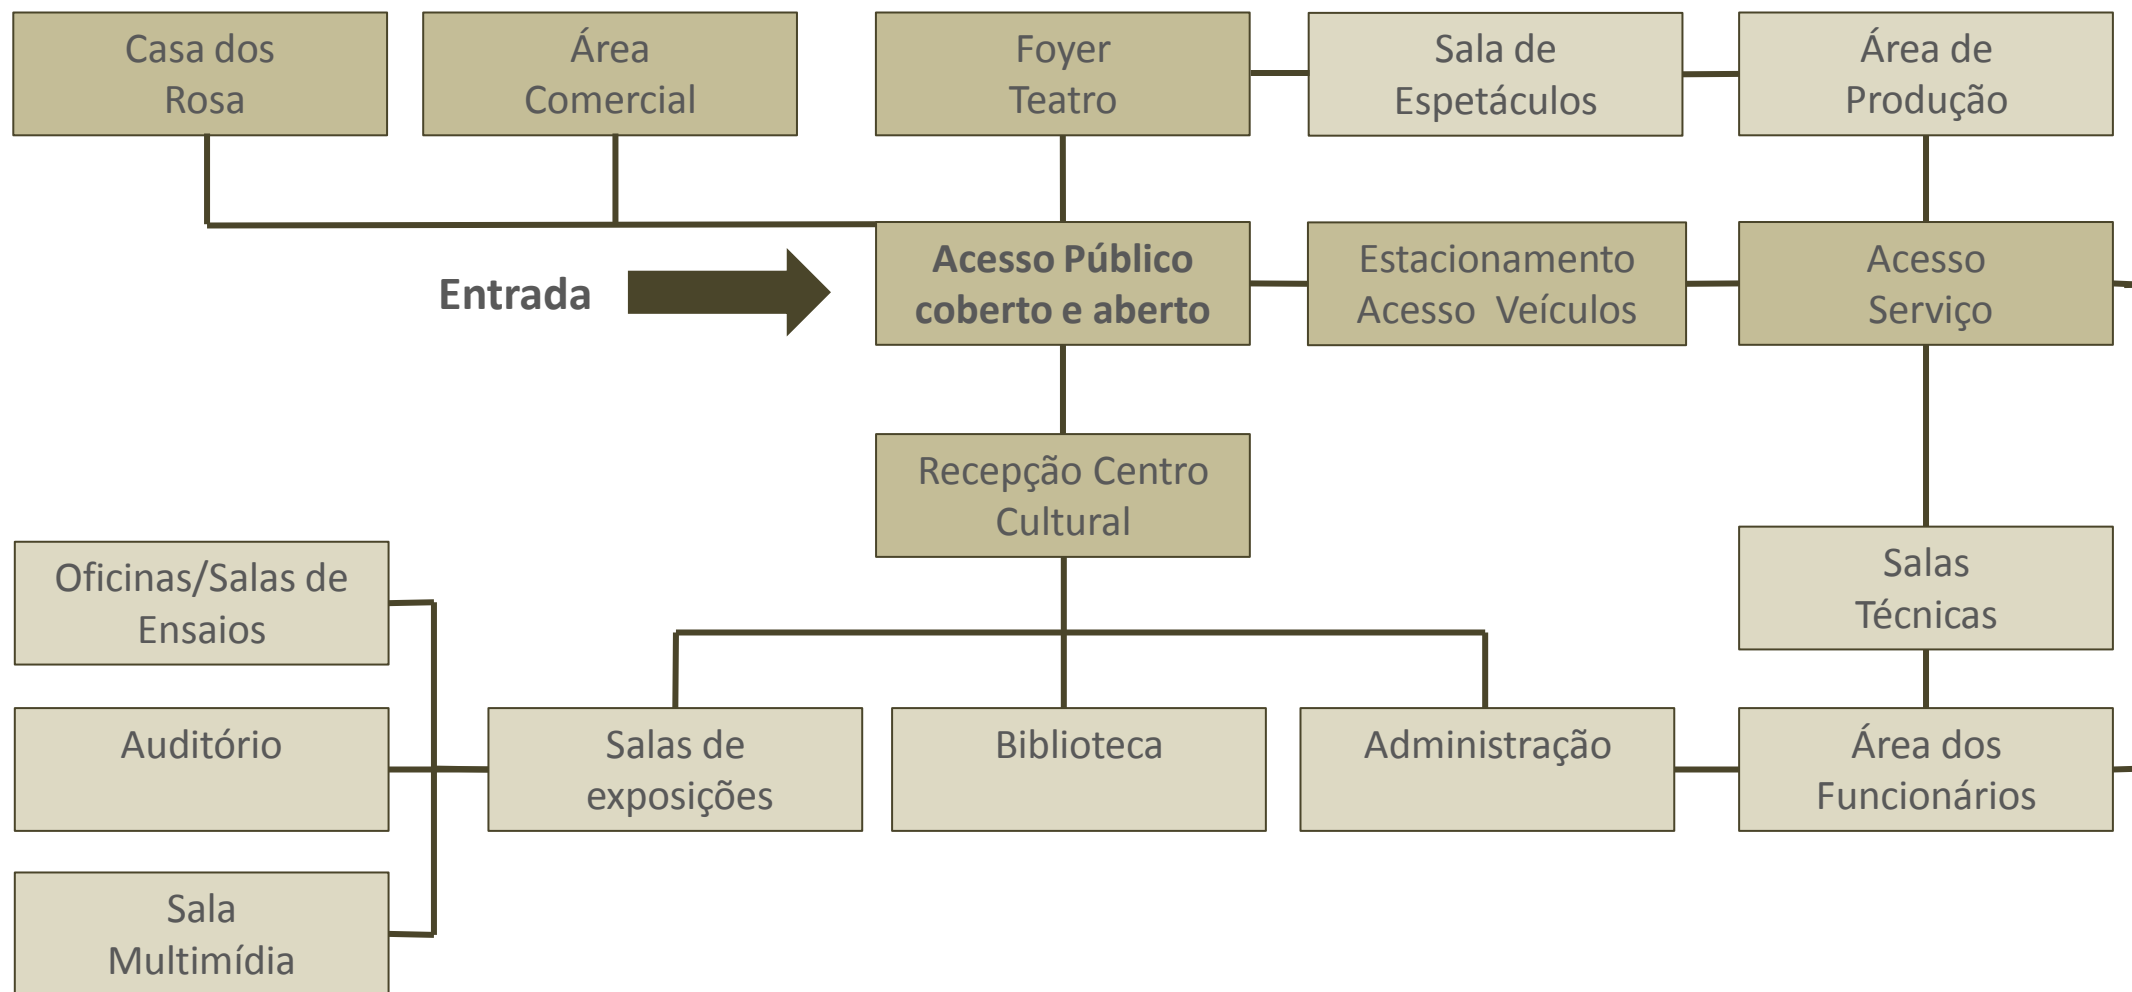 Casa dos
Rosa
Área
Comercial
Foyer
Teatro
Sala de
Espetáculos
Área de
Produção
Entrada
Acesso Público
coberto e aberto
Estacionamento
Acesso Veículos
Acesso
Serviço
Recepção Centro
Cultural
Oficinas/Salas de
Ensaios
Salas
Técnicas
Auditório
Salas de
exposições
Biblioteca
Administração
Área dos
Funcionários
Sala
Multimídia